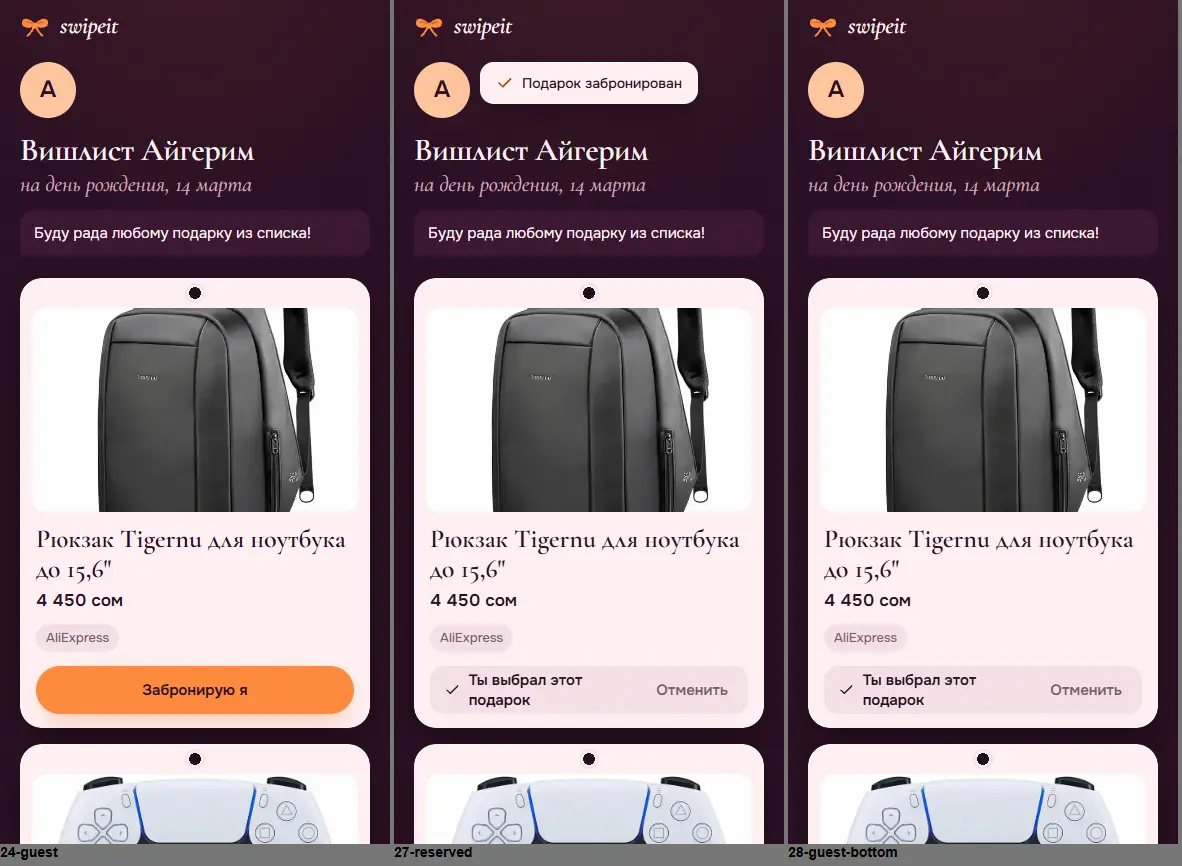 swipeit
A
Вишлист Айгерим
на день рождения, 14 марта
Буду рада любому подарку из списка!
Рюкзак Tigernu для ноутбука
до 15,6"
4 450 сом
AliExpress
Забронирую я
24-guest
swipeit
A
Подарок забронирован
Вишлист Айгерим
на день рождения, 14 марта
Буду рада любому подарку из списка!
Рюкзак Tigernu для ноутбука
до 15,6"
4 450 сом
AliExpress
Ты выбрал этот
подарок
Отменить
27-reserved
swipeit
A
Вишлист Айгерим
на день рождения, 14 марта
Буду рада любому подарку из списка!
Рюкзак Tigernu для ноутбука
до 15,6"
4 450 сом
AliExpress
Ты выбрал этот
подарок
Отменить
28-guest-bottom